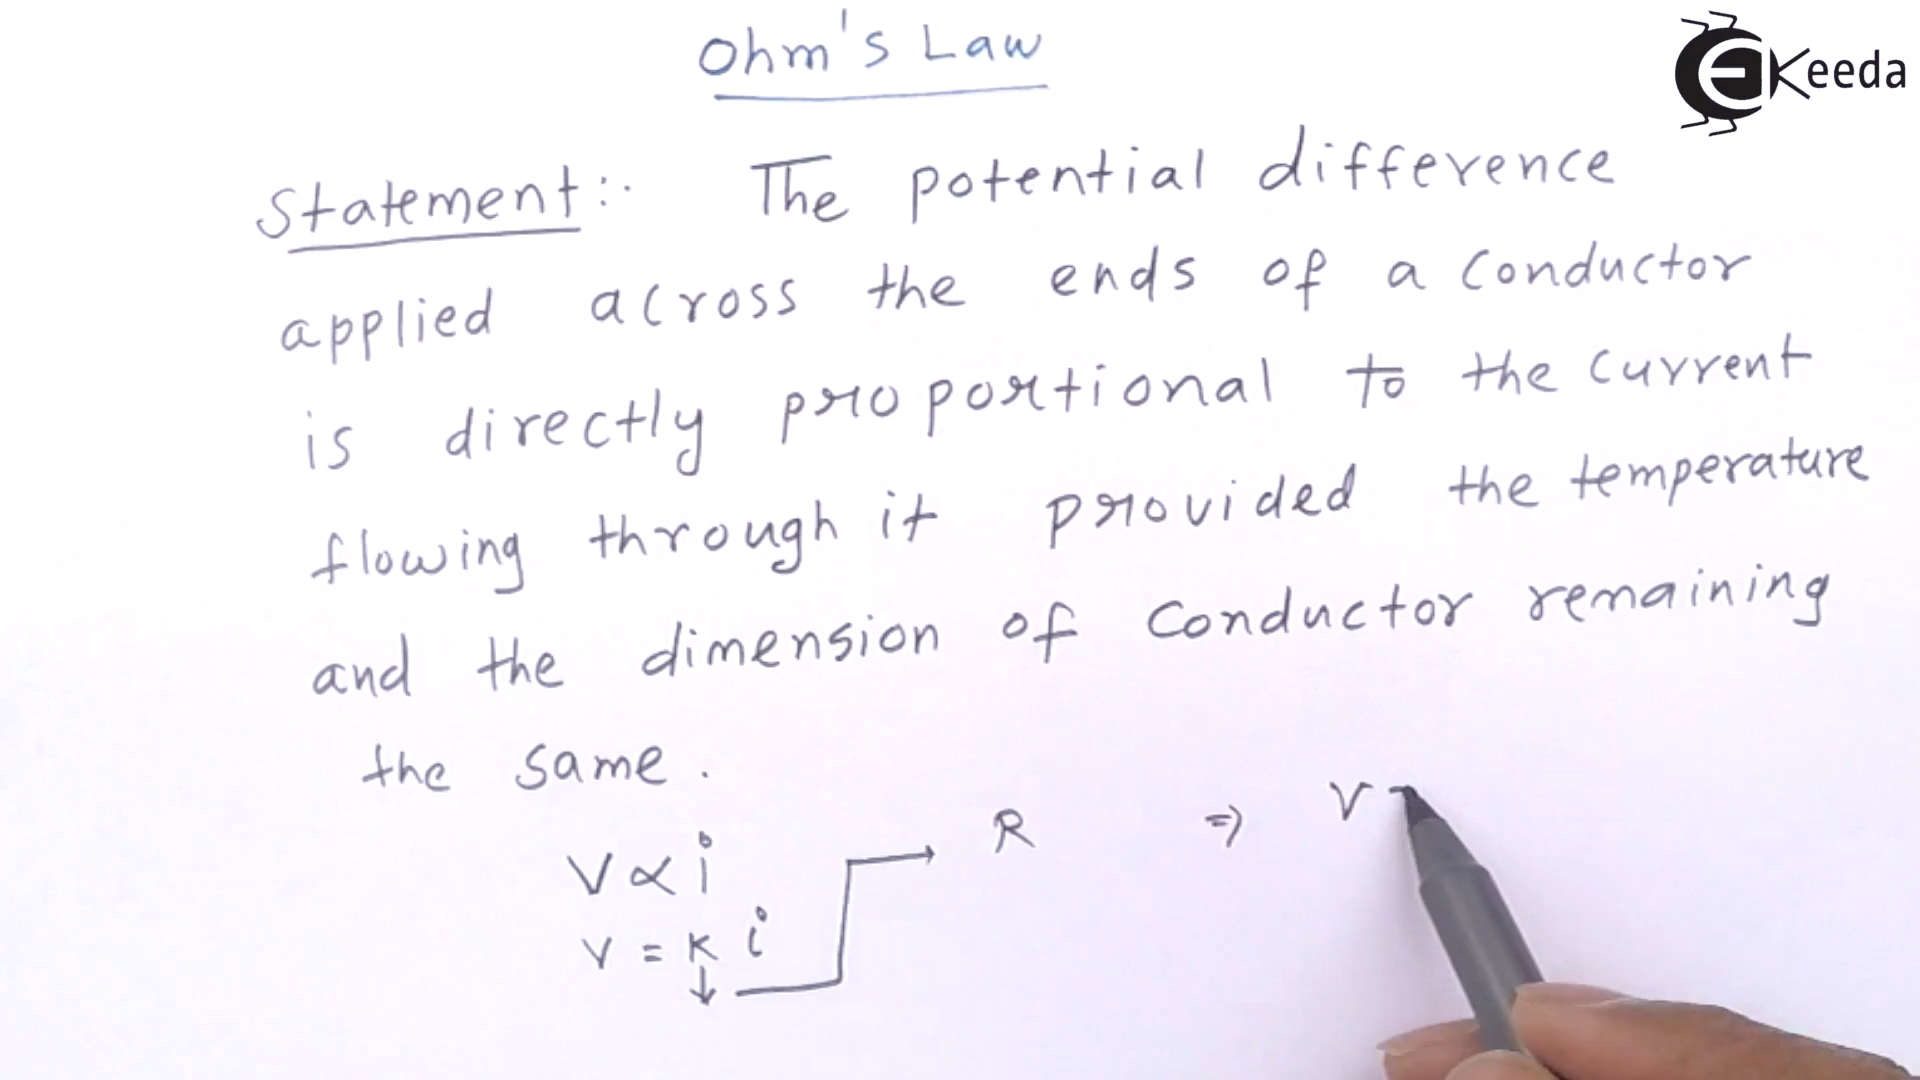 Ohm's Law
EKeeda
Statement:- The potential difference
applied across the ends of a conductor
is directly proportional to the current
flowing through it provided the temperature
and the dimension of conductor remaining
the same.
V ∝ i
R ⇒ V
V = K i